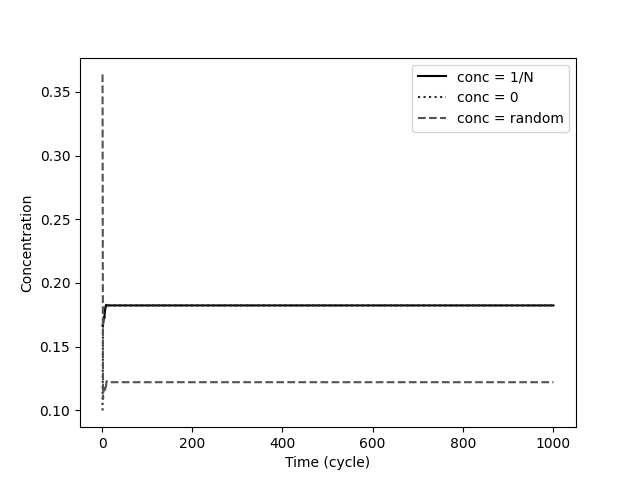 conc = 1/N
conc = 0
conc = random
Concentration
0.35
0.30
0.25
0.20
0.15
0.10
0 200 400 600 800 1000
Time (cycle)